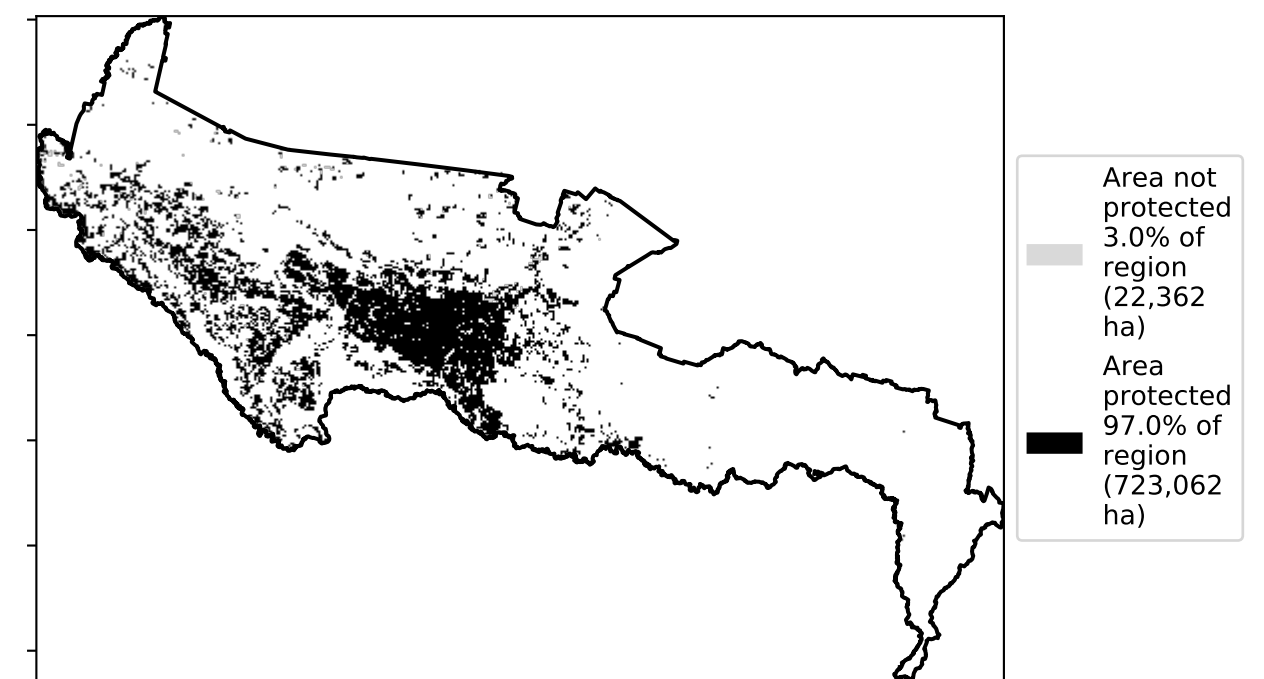 Area not
protected
3.0% of
region
(22,362
ha)
Area
protected
97.0% of
region
(723,062
ha)